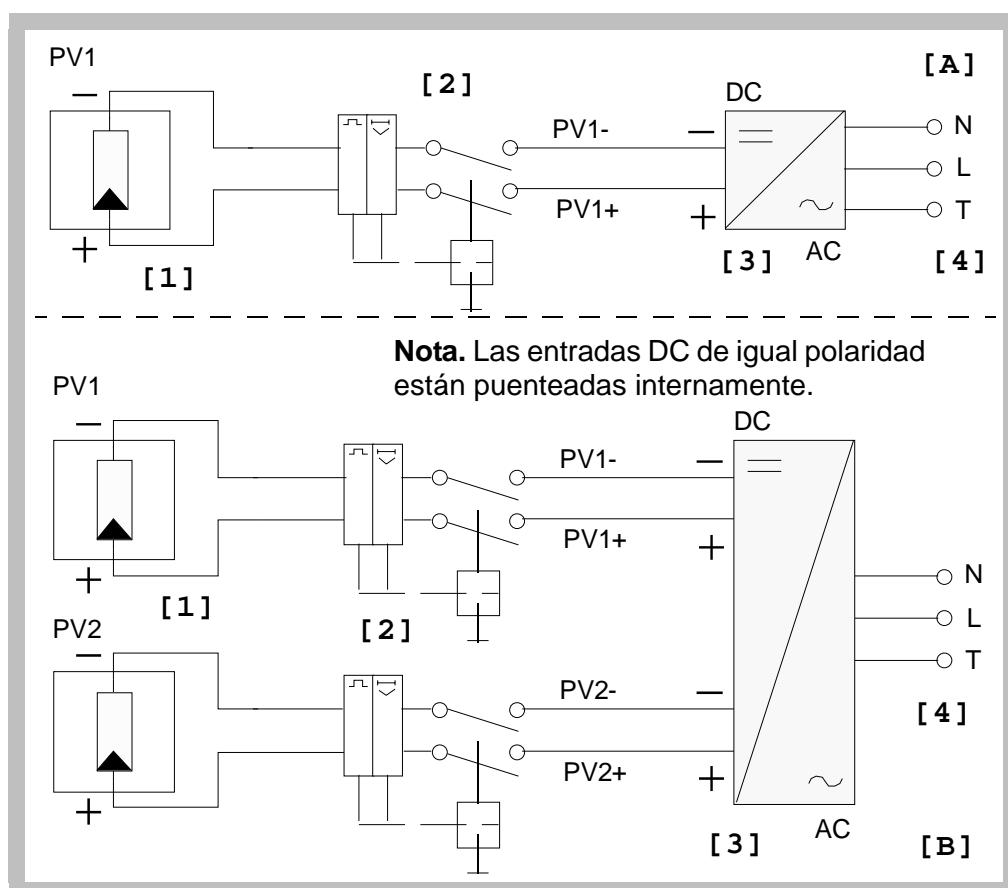 PV1
[2]
[A]
DC
−
PV1-
−
N
L
PV1+
T
+
+
[1]
[3]
AC
[4]
Nota. Las entradas DC de igual polaridad
están puenteadas internamente.
PV1
DC
−
PV1-
−
PV1+
+
+
[1]
[2]
N
L
T
PV2
−
PV2-
−
[4]
PV2+
+
+
[3]
AC
[B]